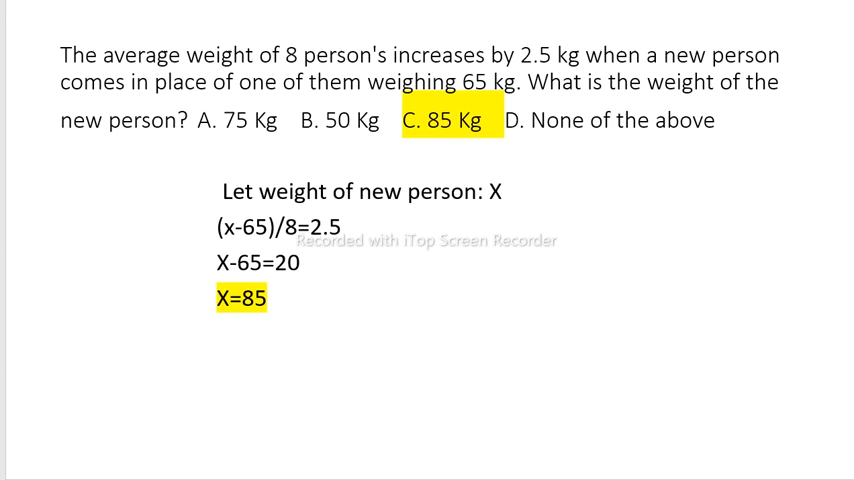 The average weight of 8 person's increases by 2.5 kg when a new person
comes in place of one of them weighing 65 kg. What is the weight of the
new person? A. 75 Kg B. 50 Kg C. 85 Kg D. None of the above
Let weight of new person: X
(x-65)/8=2.5
Recorded with iTop Screen Recorder
X-65=20
X=85